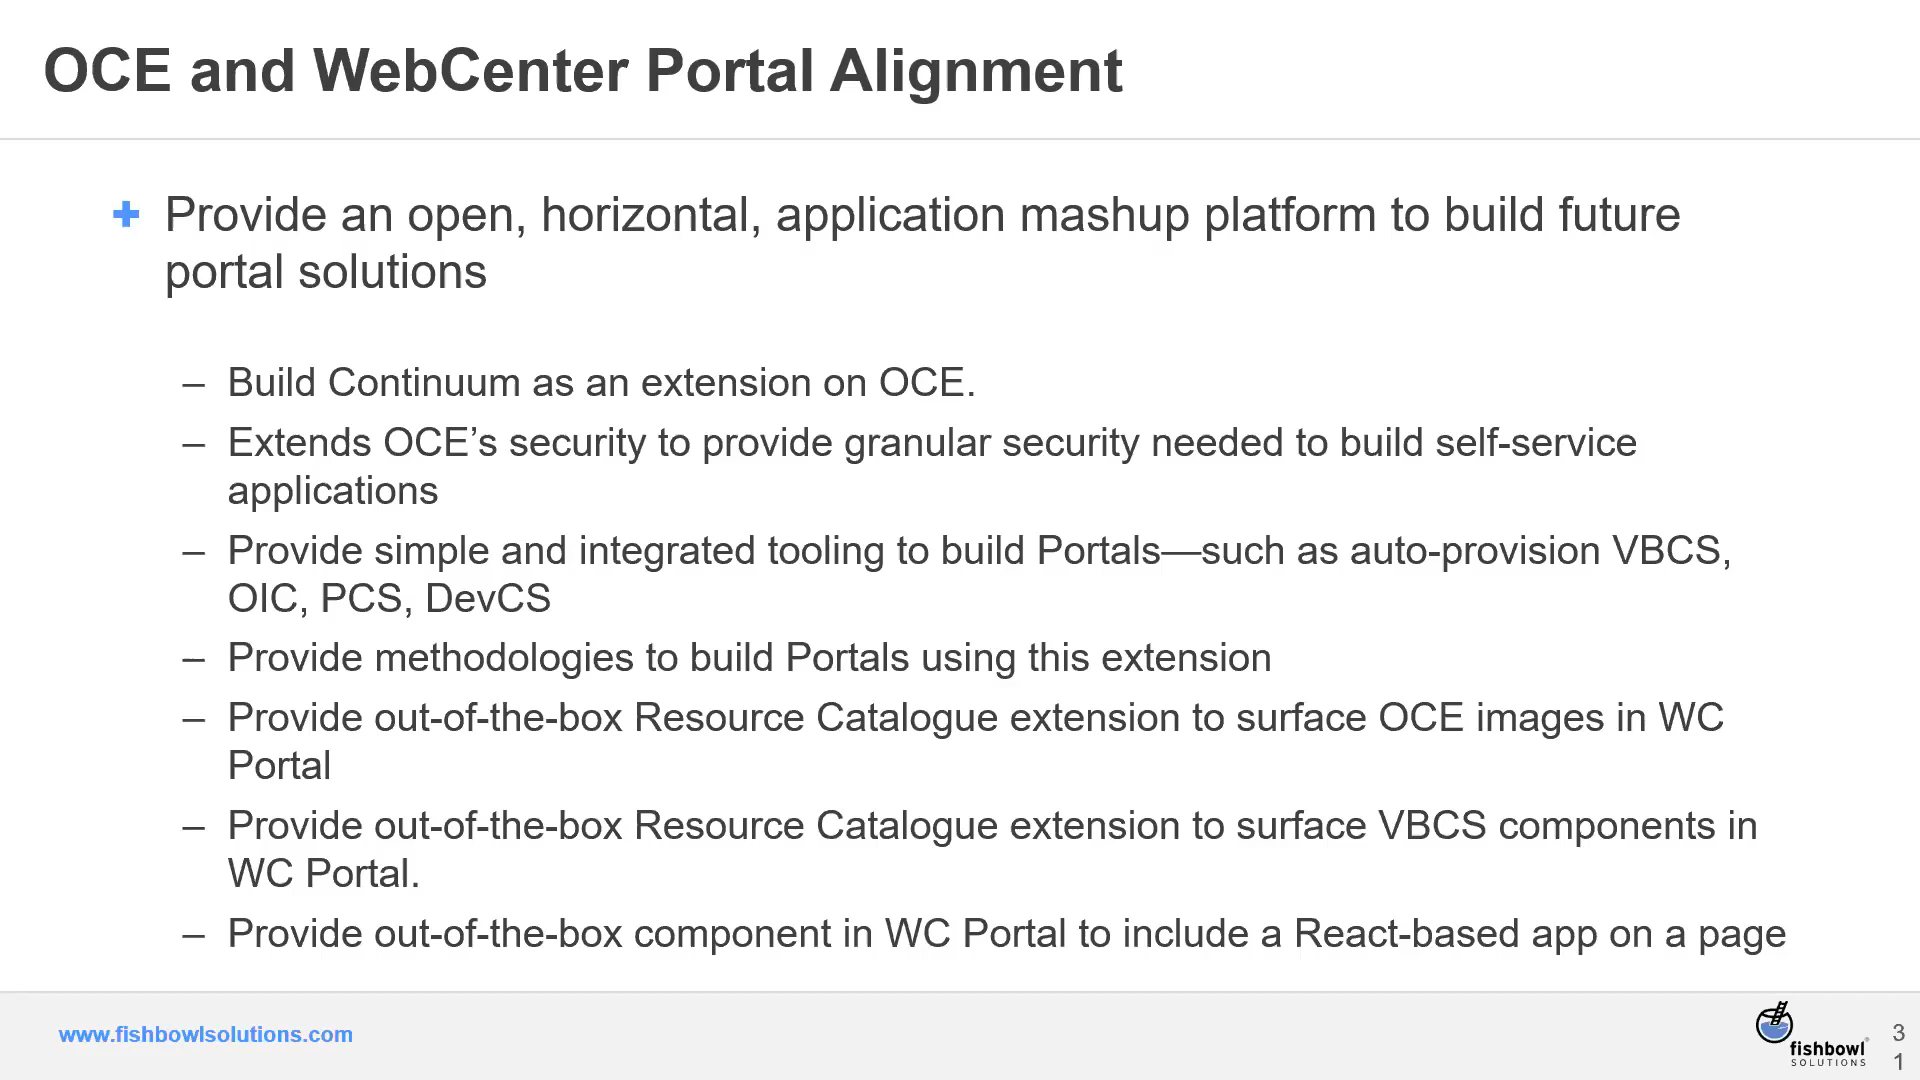 OCE and WebCenter Portal Alignment
Provide an open, horizontal, application mashup platform to build future
portal solutions
– Build Continuum as an extension on OCE.
– Extends OCE’s security to provide granular security needed to build self-service
applications
– Provide simple and integrated tooling to build Portals—such as auto-provision VBCS,
OIC, PCS, DevCS
– Provide methodologies to build Portals using this extension
– Provide out-of-the-box Resource Catalogue extension to surface OCE images in WC
Portal
– Provide out-of-the-box Resource Catalogue extension to surface VBCS components in
WC Portal.
– Provide out-of-the-box component in WC Portal to include a React-based app on a page
www.fishbowlsolutions.com
fishbowl®
SOLUTIONS
3
1